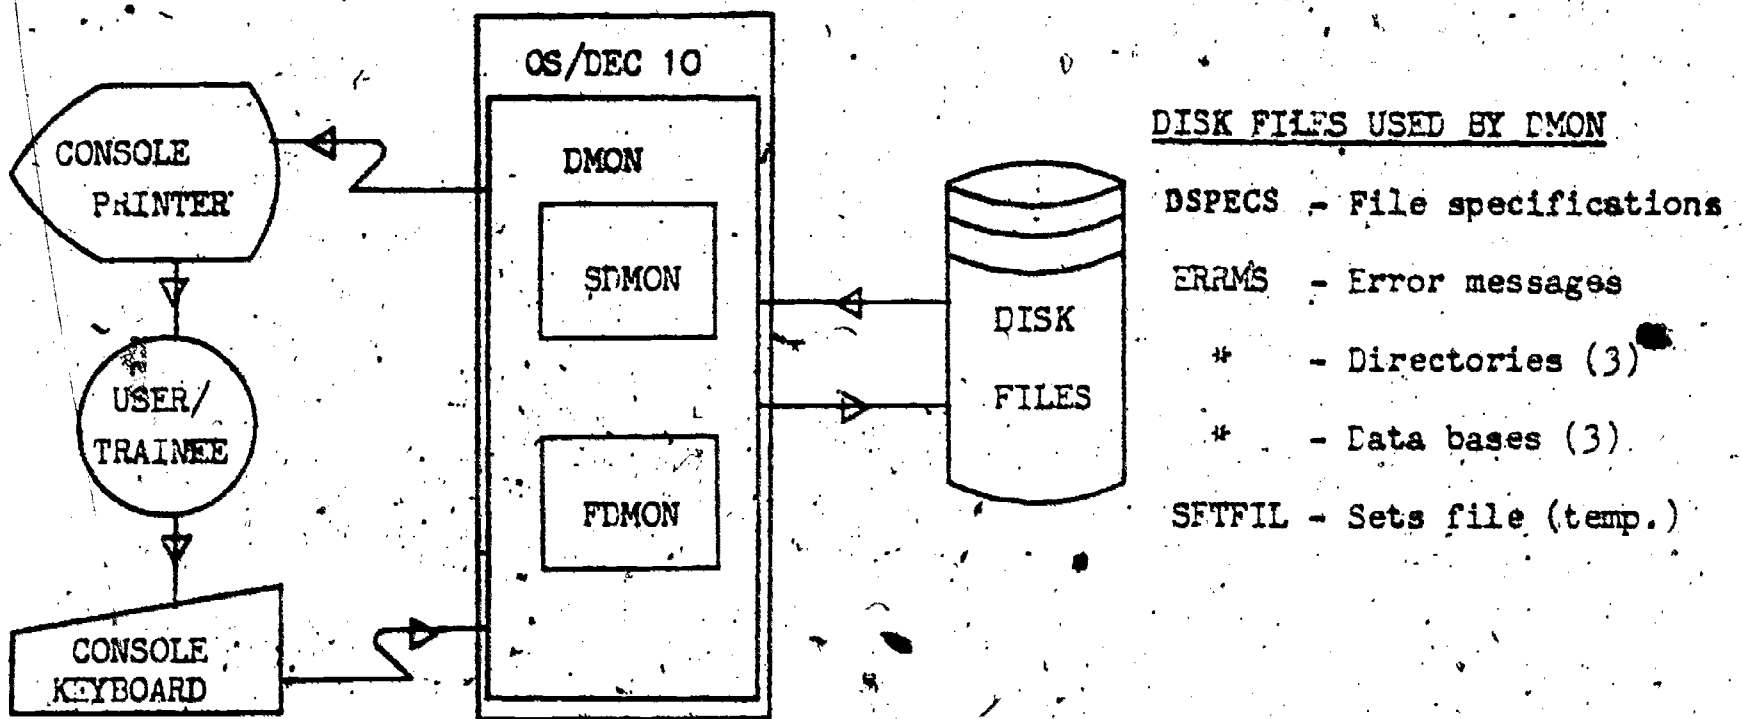 OS/DEC 10
CONSOLE
PRINTER
DMON
SDMON
FDMON
USER/
TRAINEE
CONSOLE
KEYBOARD
DISK
FILES
DISK FILES USED BY DMON
DSPECS - File specifications
ERRMS - Error messages
* - Directories (3)
* - Data bases (3)
SETFIL - Sets file (temp.)